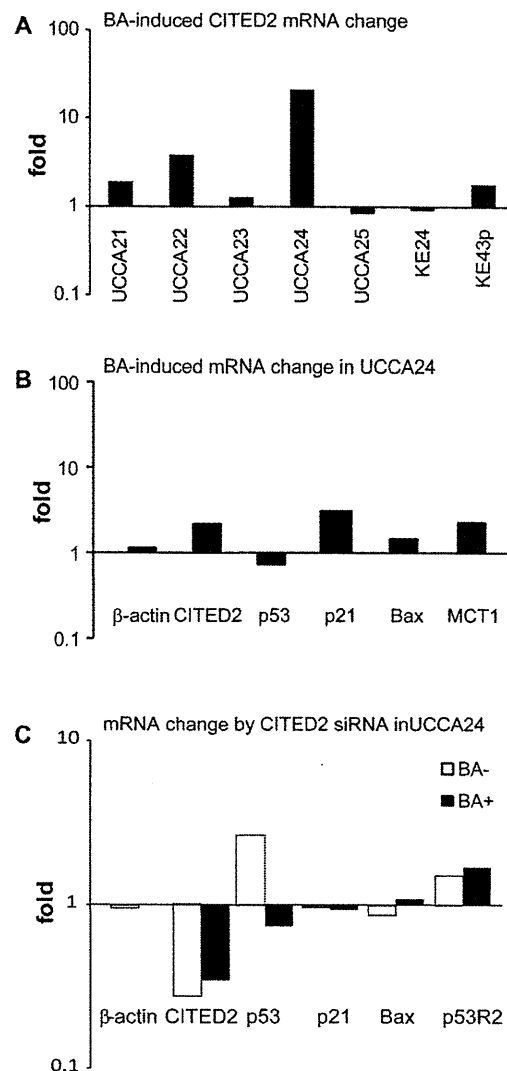 A
BA-induced CITED2 mRNA change
100
10
1
0.1
fold
UCCA21
UCCA22
UCCA23
UCCA24
UCCA25
KE24
KE43p
B
BA-induced mRNA change in UCCA24
100
10
1
0.1
fold
β-actin CITED2 p53 p21 Bax MCT1
C
mRNA change by CITED2 siRNA inUCCA24
10
1
0.1
fold
BA-
BA+
β-actin CITED2 p53 p21 Bax p53R2